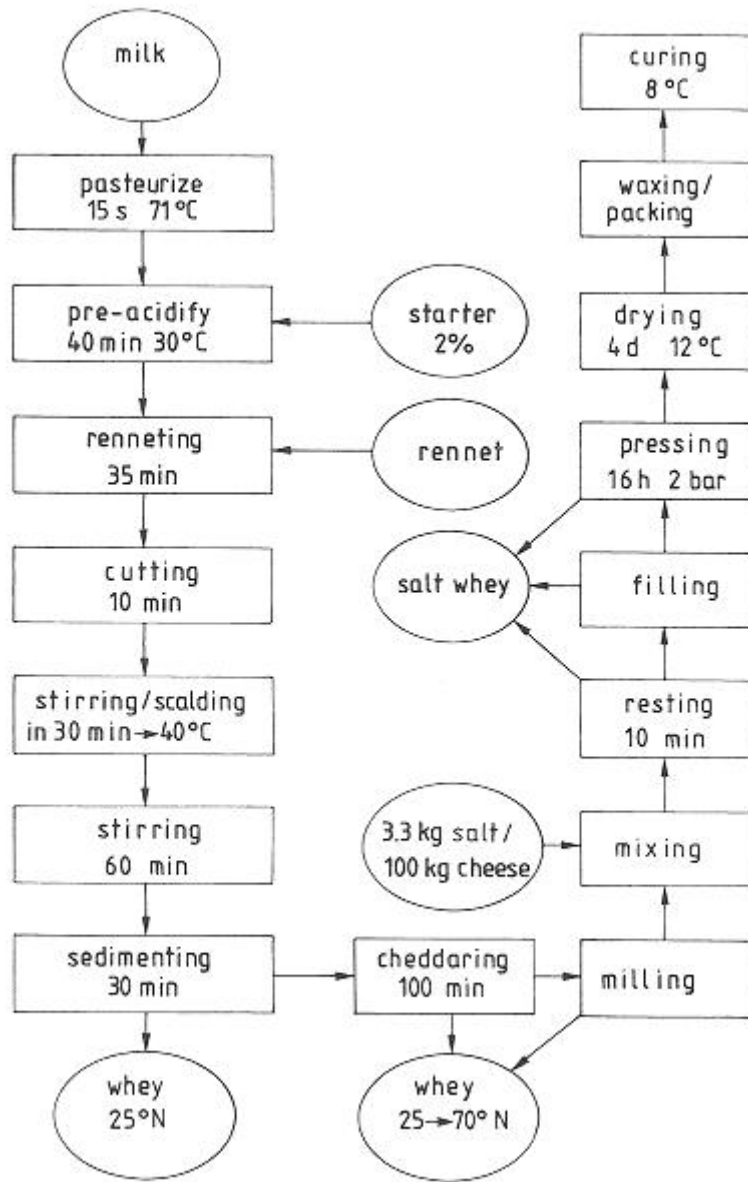 milk
pasteurize
15 s 71°C
pre-acidify
40 min 30°C
starter
2%
renneting
35 min
rennet
cutting
10 min
stirring/scalding
in 30 min→40°C
stirring
60 min
sedimenting
30 min
whey
25°N
cheddaring
100 min
whey
25→70° N
milling
3.3 kg salt/
100 kg cheese
mixing
resting
10 min
salt whey
filling
pressing
16 h 2 bar
drying
4 d 12°C
waxing/
packing
curing
8°C